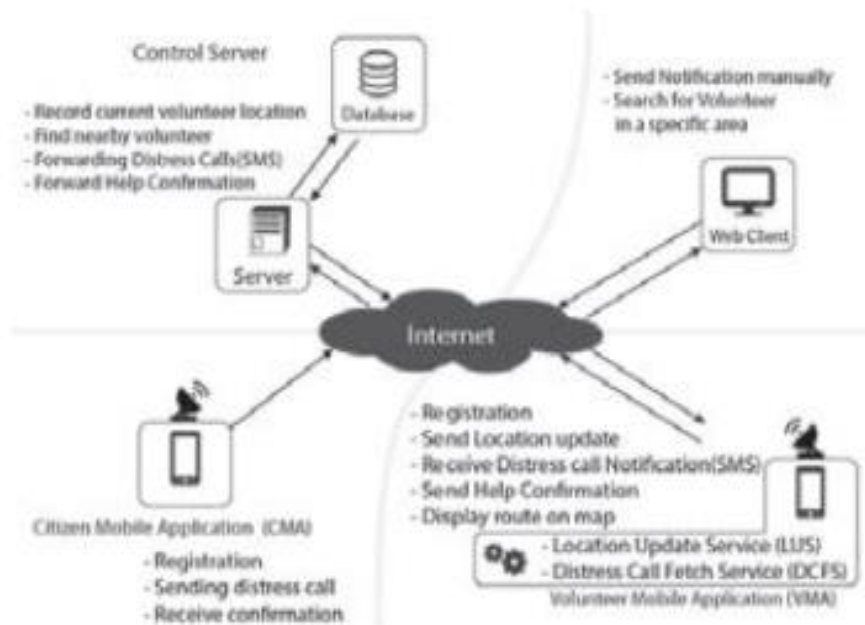 Control Server
- Record current volunteer location
- Find nearby volunteer
- Forwarding Distress Calls(SMS)
- Forward Help Confirmation
Database
Server
- Send Notification manually
- Search for Volunteer
in a specific area
Web Client
Internet
Citizen Mobile Application (CMA)
- Registration
- Sending distress call
- Receive confirmation
- Registration
- Send Location update
- Receive Distress call Notification(SMS)
- Send Help Confirmation
- Display route on map
- Location Update Service (LUS)
- Distress Call Fetch Service (DCFS)
Volunteer Mobile Application (VMA)